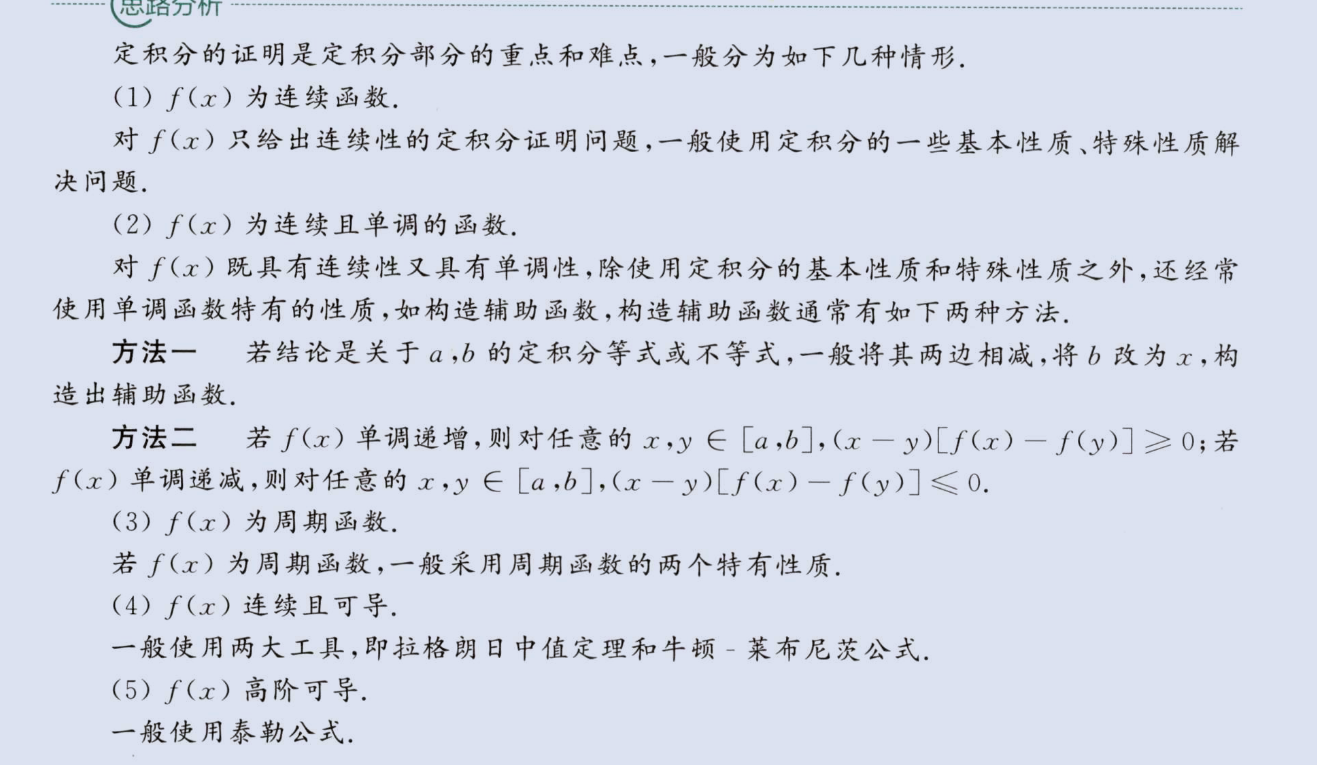 思路分析
定积分的证明是定积分部分的重点和难点,一般分为如下几种情形.
(1) f(x) 为连续函数.
对 f(x) 只给出连续性的定积分证明问题,一般使用定积分的一些基本性质、特殊性质解
决问题.
(2) f(x) 为连续且单调的函数.
对 f(x) 既具有连续性又具有单调性,除使用定积分的基本性质和特殊性质之外,还经常
使用单调函数特有的性质,如构造辅助函数,构造辅助函数通常有如下两种方法.
方法一 若结论是关于 a,b 的定积分等式或不等式,一般将其两边相减,将 b 改为 x,构
造出辅助函数.
方法二 若 f(x) 单调递增,则对任意的 x,y ∈ [a,b],(x − y)[f(x) − f(y)] ⩾ 0;若
f(x) 单调递减,则对任意的 x,y ∈ [a,b],(x − y)[f(x) − f(y)] ⩽ 0.
(3) f(x) 为周期函数.
若 f(x) 为周期函数,一般采用周期函数的两个特有性质.
(4) f(x) 连续且可导.
一般使用两大工具,即拉格朗日中值定理和牛顿 - 莱布尼茨公式.
(5) f(x) 高阶可导.
一般使用泰勒公式.